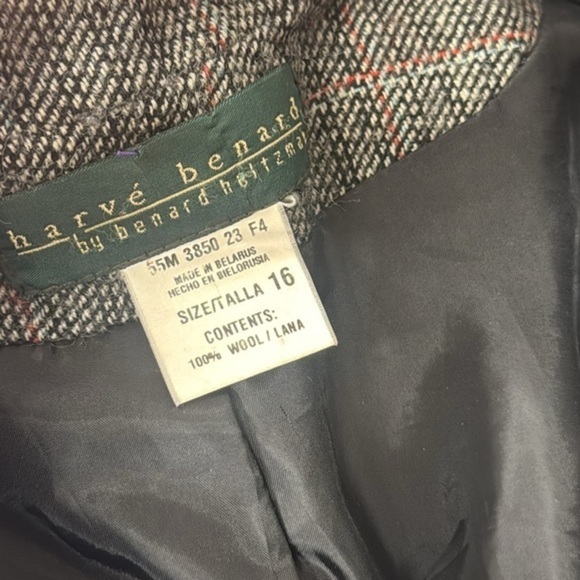 harvé benard
by benard holtzman
55M 3850 23 F4
MADE IN BELARUS
HECHO EN BIELORUSIA
SIZE/TALLA 16
CONTENTS:
100% WOOL / LANA